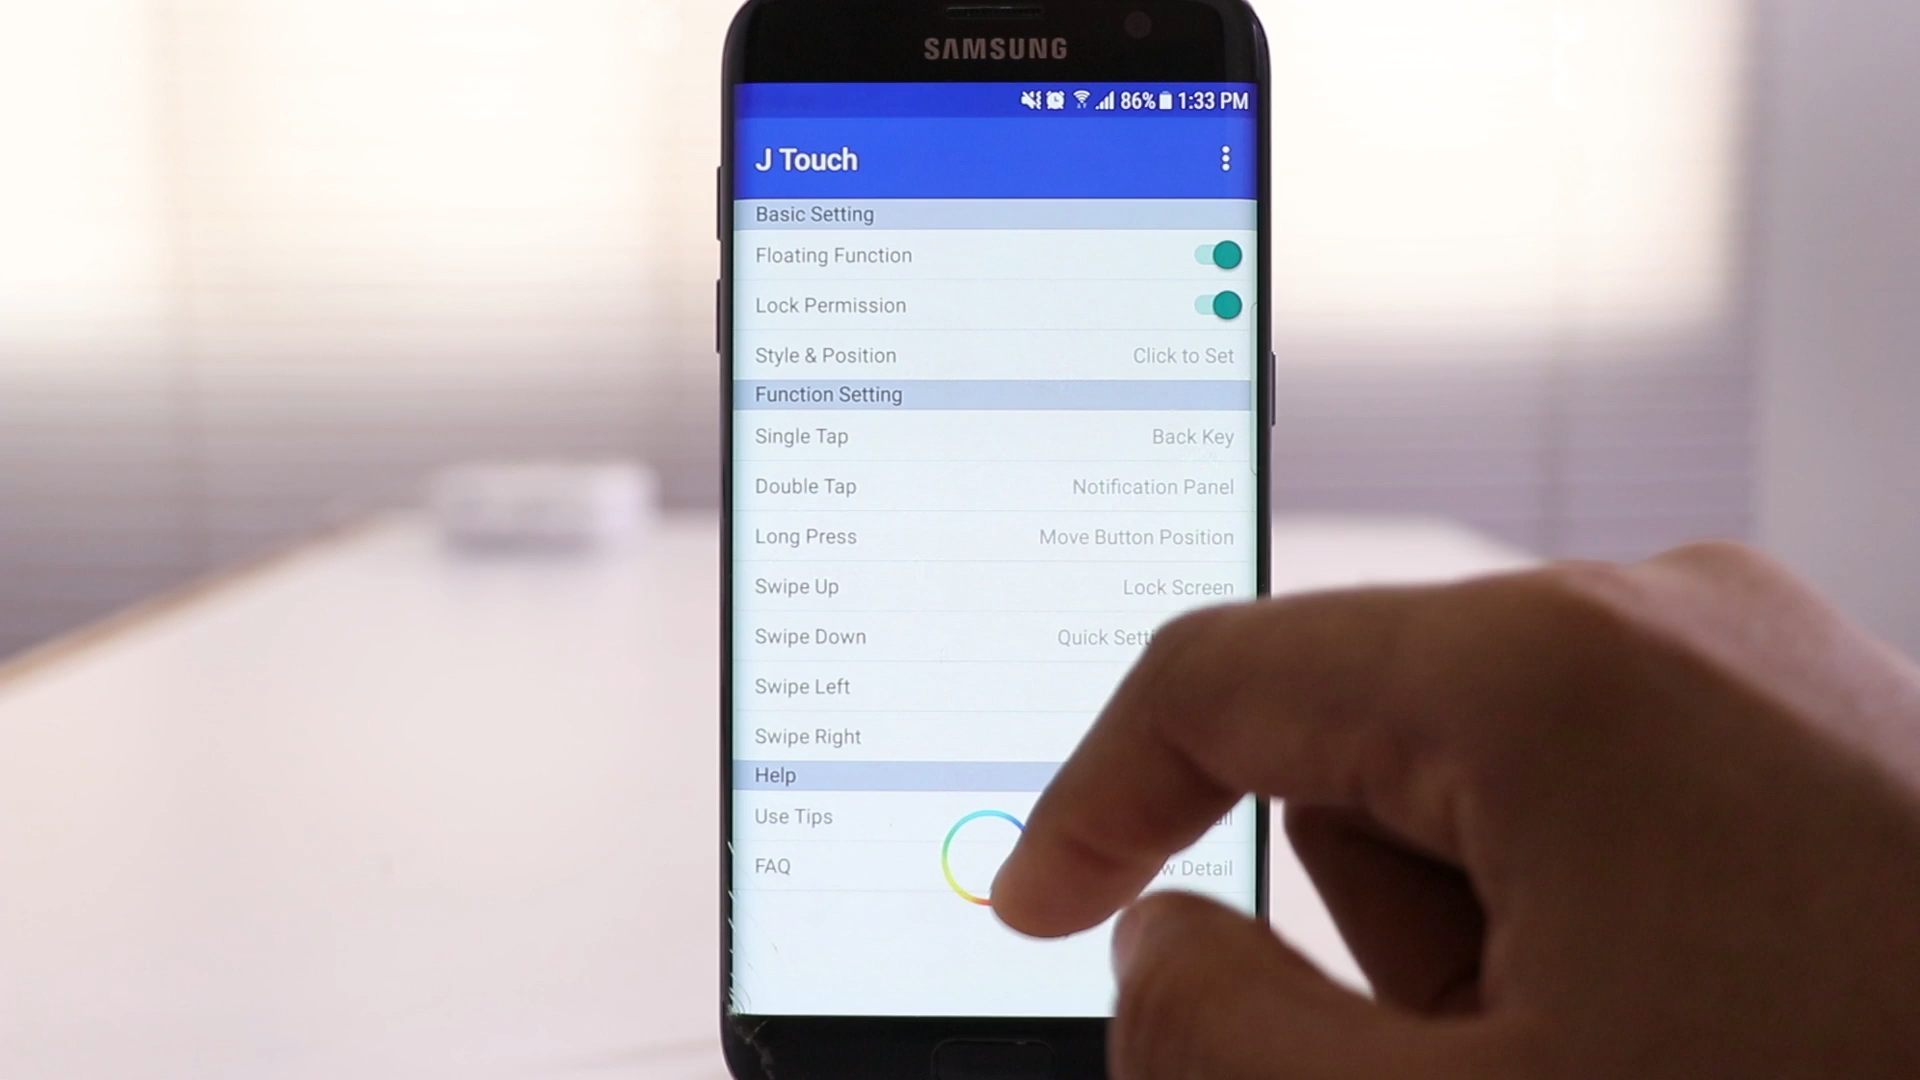 SAMSUNG
86% 1:33 PM
J Touch
Basic Setting
Floating Function
Lock Permission
Style & Position Click to Set
Function Setting
Single Tap Back Key
Double Tap Notification Panel
Long Press Move Button Position
Swipe Up Lock Screen
Swipe Down Quick
Swipe Left
Swipe Right
Help
Use Tips
FAQ Detail